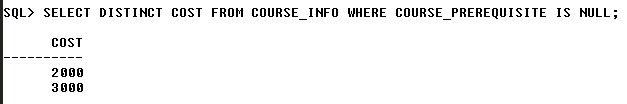 SQL> SELECT DISTINCT COST FROM COURSE_INFO WHERE COURSE_PREREQUISITE IS NULL;
COST
----------
2000
3000